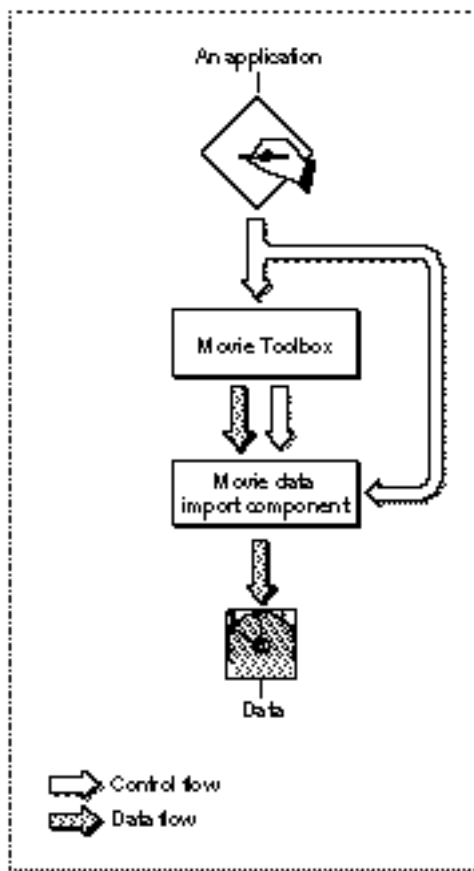 An application
Movie Toolbox
Movie data
import component
Data
Control flow
Data flow